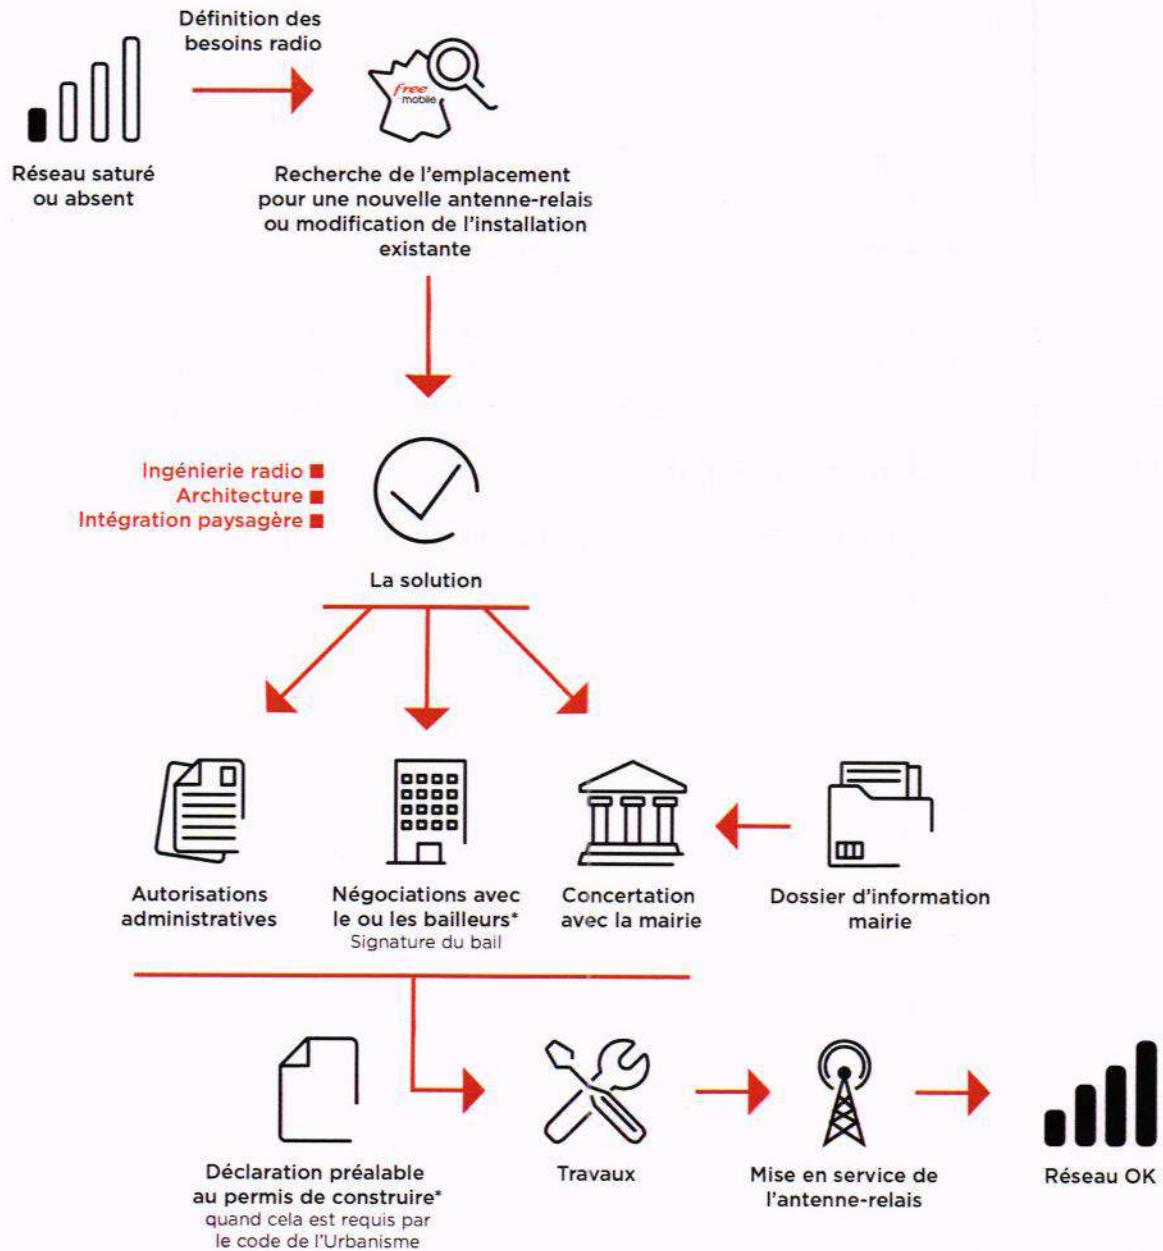 Définition des
besoins radio
free
mobile
Réseau saturé
ou absent
Recherche de l'emplacement
pour une nouvelle antenne-relais
ou modification de l'installation
existante
Ingénierie radio
Architecture
Intégration paysagère
La solution
Autorisations
administratives
Négociations avec
le ou les bailleurs*
Signature du bail
Concertation
avec la mairie
Dossier d'information
mairie
Déclaration préalable
au permis de construire*
quand cela est requis par
le code de l'Urbanisme
Travaux
Mise en service de
l'antenne-relais
Réseau OK